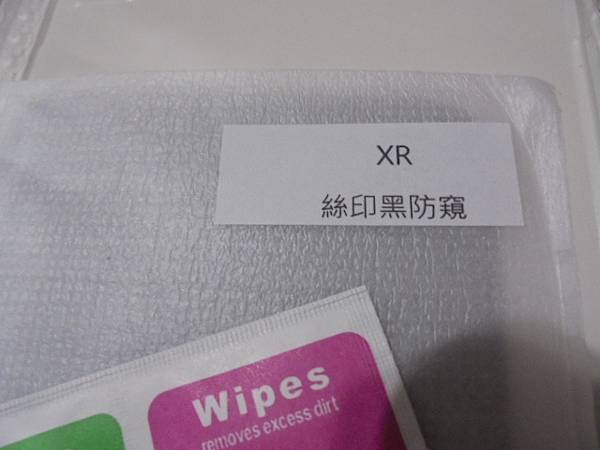 XR
絲印黑防窺
Wipes
removes excess dirt